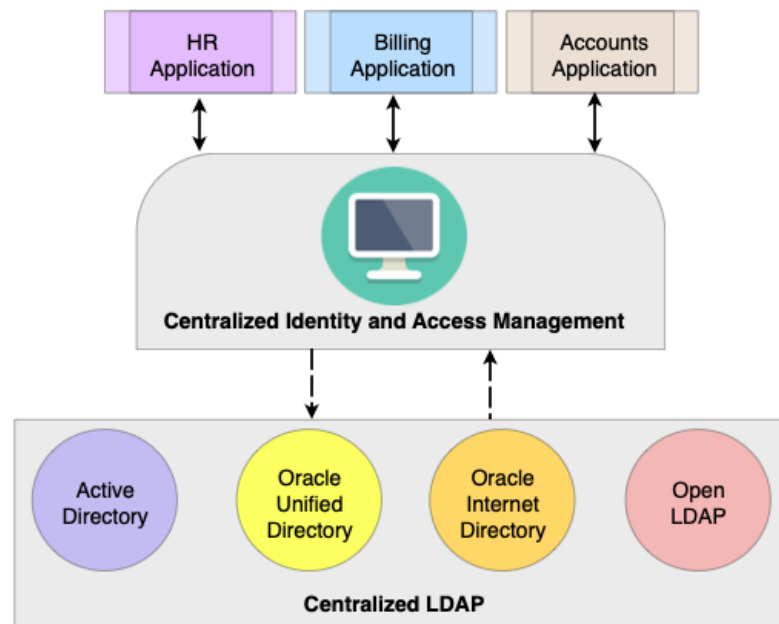 HR
Application
Billing
Application
Accounts
Application
Centralized Identity and Access Management
Active
Directory
Oracle
Unified
Directory
Oracle
Internet
Directory
Open
LDAP
Centralized LDAP